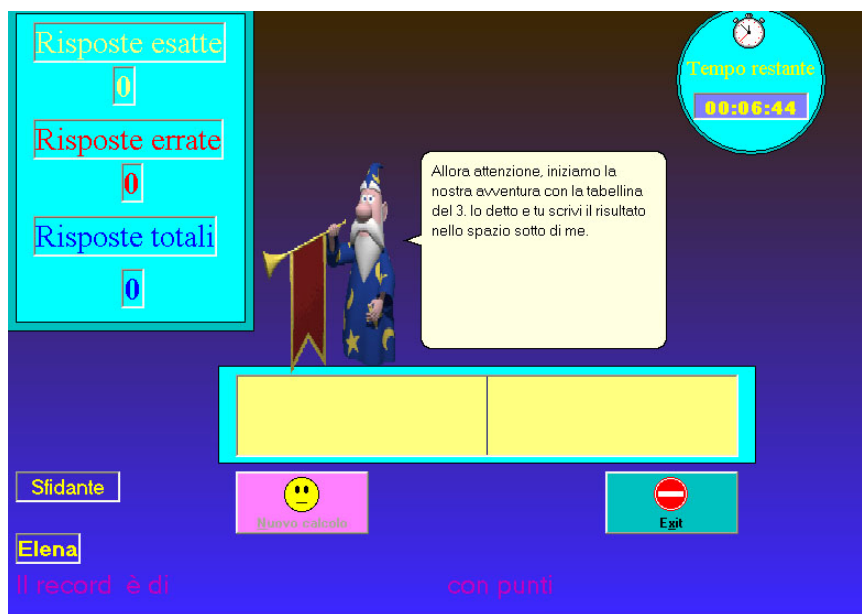 Risposte esatte
0
Risposte errate
0
Risposte totali
0
Tempo restante
00:06:44
Allora attenzione, iniziamo la
nostra avventura con la tabellina
del 3. Io detto e tu scrivi il risultato
nello spazio sotto di me.
Sfidante
Nuovo calcolo
Exit
Elena
Il record è di con punti